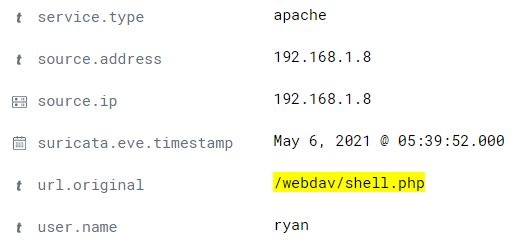 t service.type apache
t source.address 192.168.1.8
source.ip 192.168.1.8
suricata.eve.timestamp May 6, 2021 @ 05:39:52.000
t url.original /webdav/shell.php
t user.name ryan